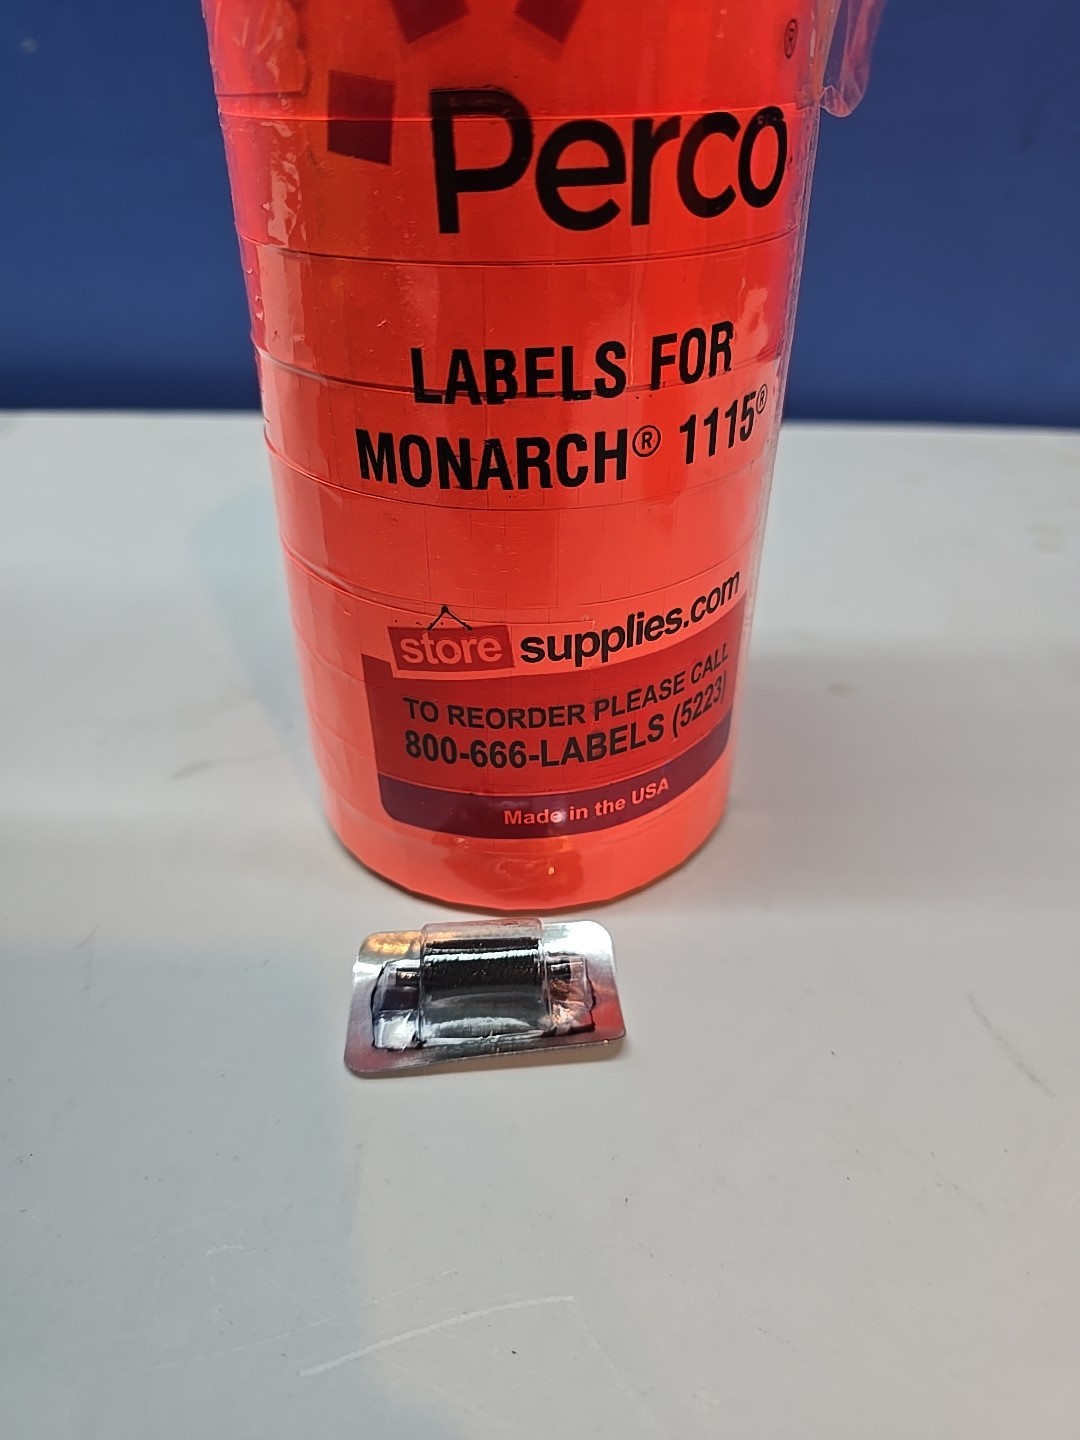 ®
Perco
LABELS FOR
MONARCH® 1115®
store supplies.com
TO REORDER PLEASE CALL
800-666-LABELS (5223)
Made in the USA